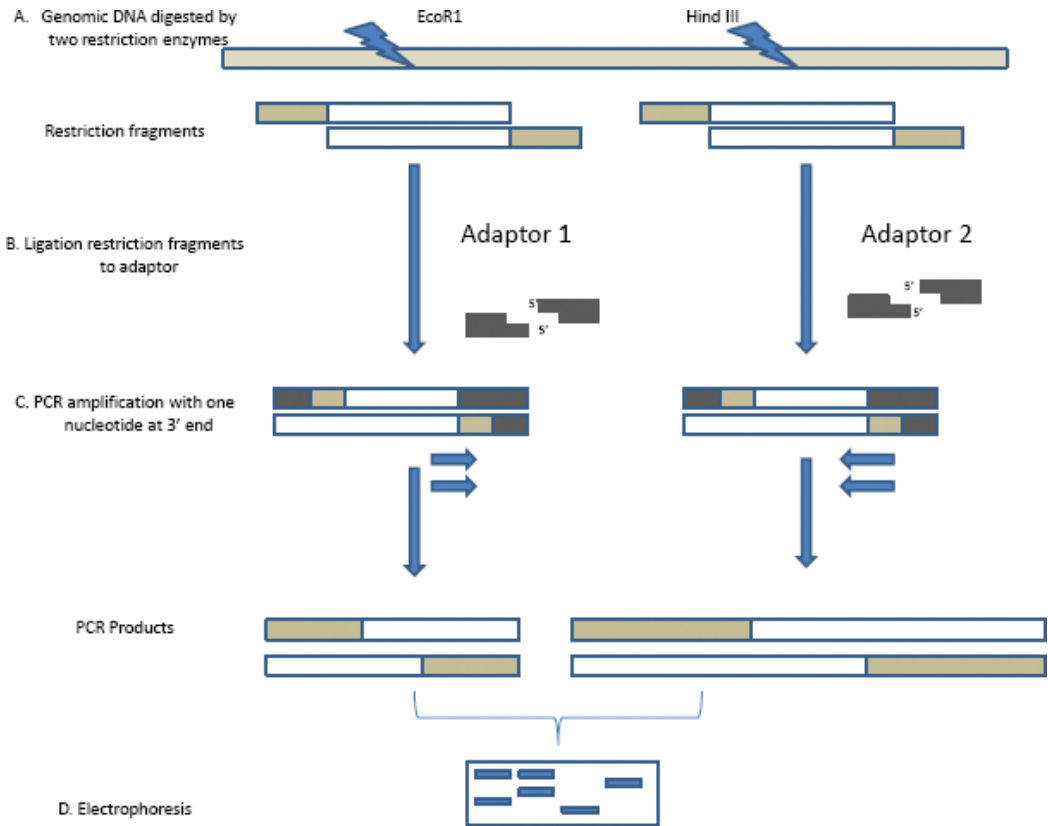 A. Genomic DNA digested by
two restriction enzymes
EcoR1
Hind III
Restriction fragments
B. Ligation restriction fragments
to adaptor
Adaptor 1
5'
5'
Adaptor 2
5'
5'
C. PCR amplification with one
nucleotide at 3' end
PCR Products
D. Electrophoresis